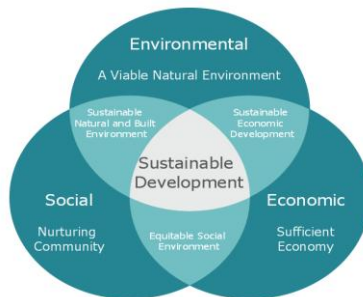 Environmental
A Viable Natural Environment
Sustainable
Natural and Built
Environment
Sustainable
Economic
Development
Sustainable
Development
Social
Nurturing
Community
Equitable Social
Environment
Economic
Sufficient
Economy